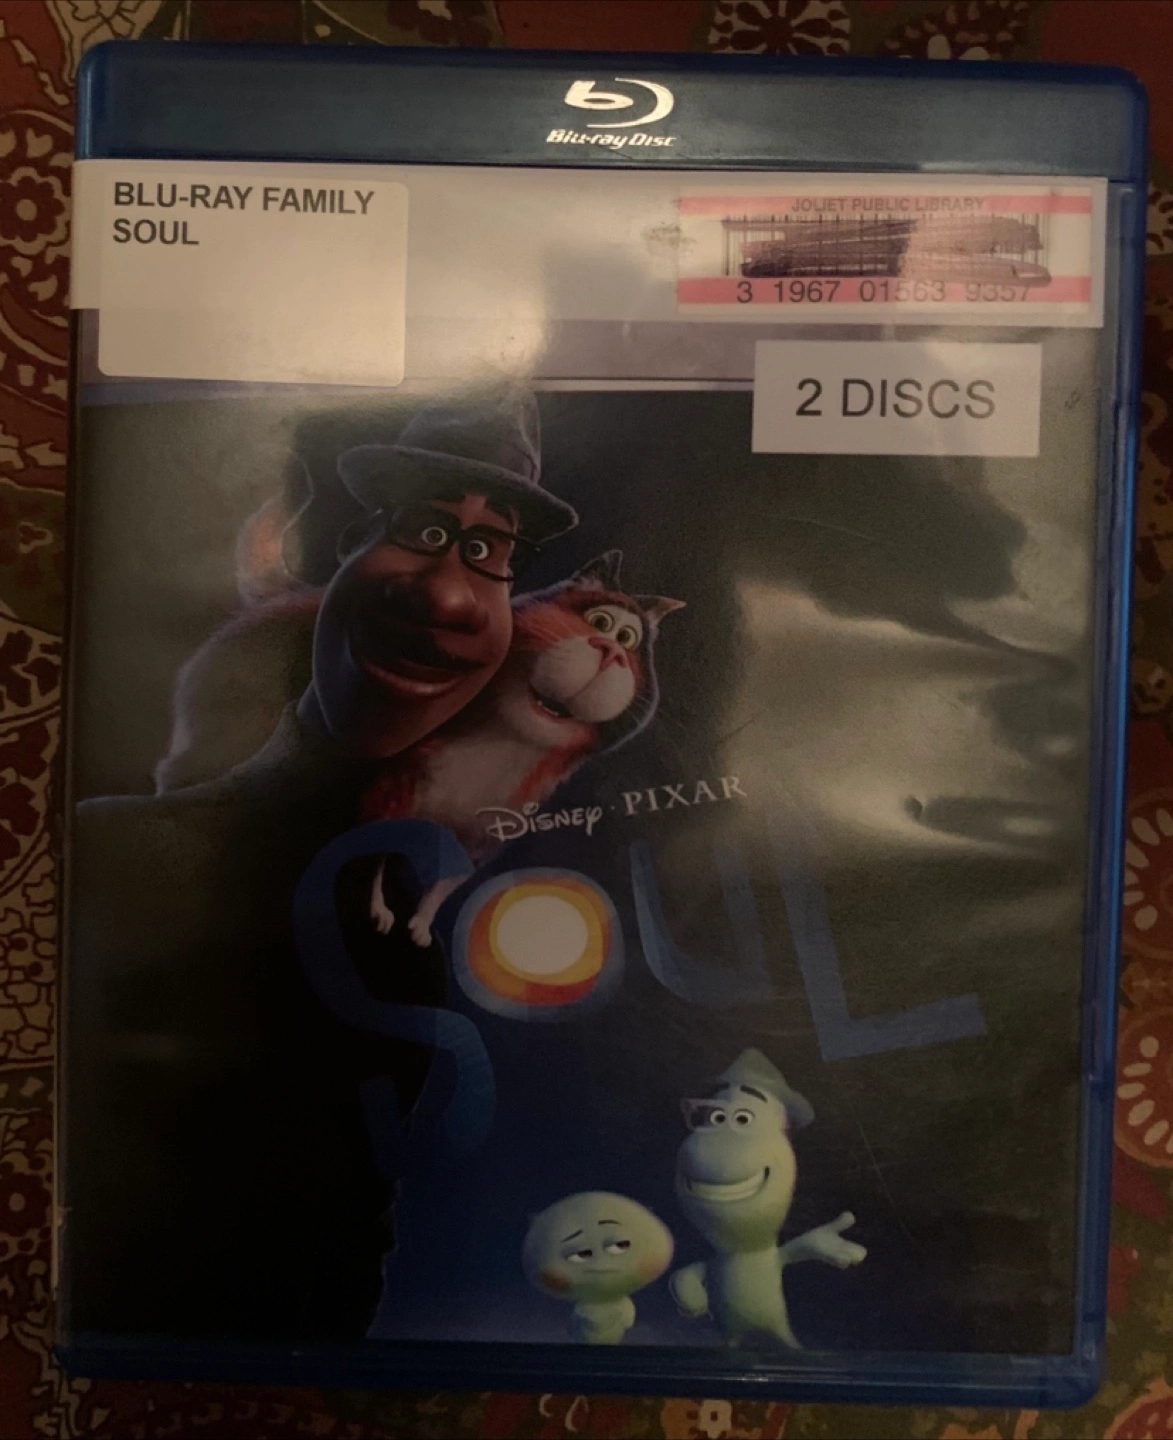 Blu-ray Disc
BLU-RAY FAMILY
SOUL
JOLIET PUBLIC LIBRARY
3 1967 01563 9357
2 DISCS
DISNEY · PIXAR
SOUL